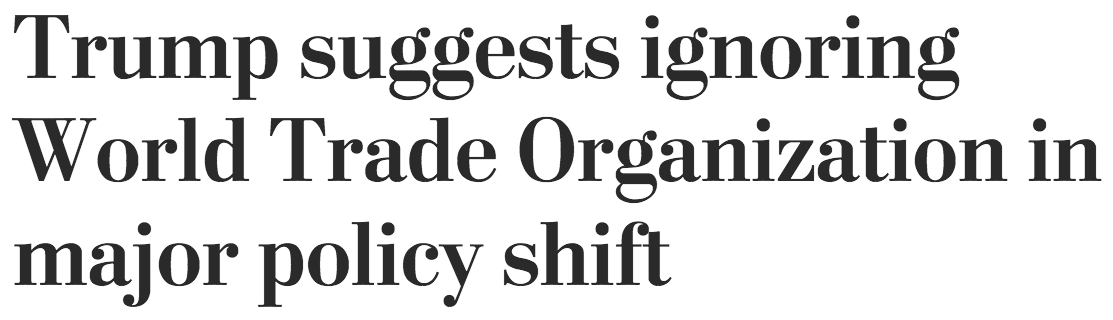 Trump suggests ignoring
World Trade Organization in
major policy shift